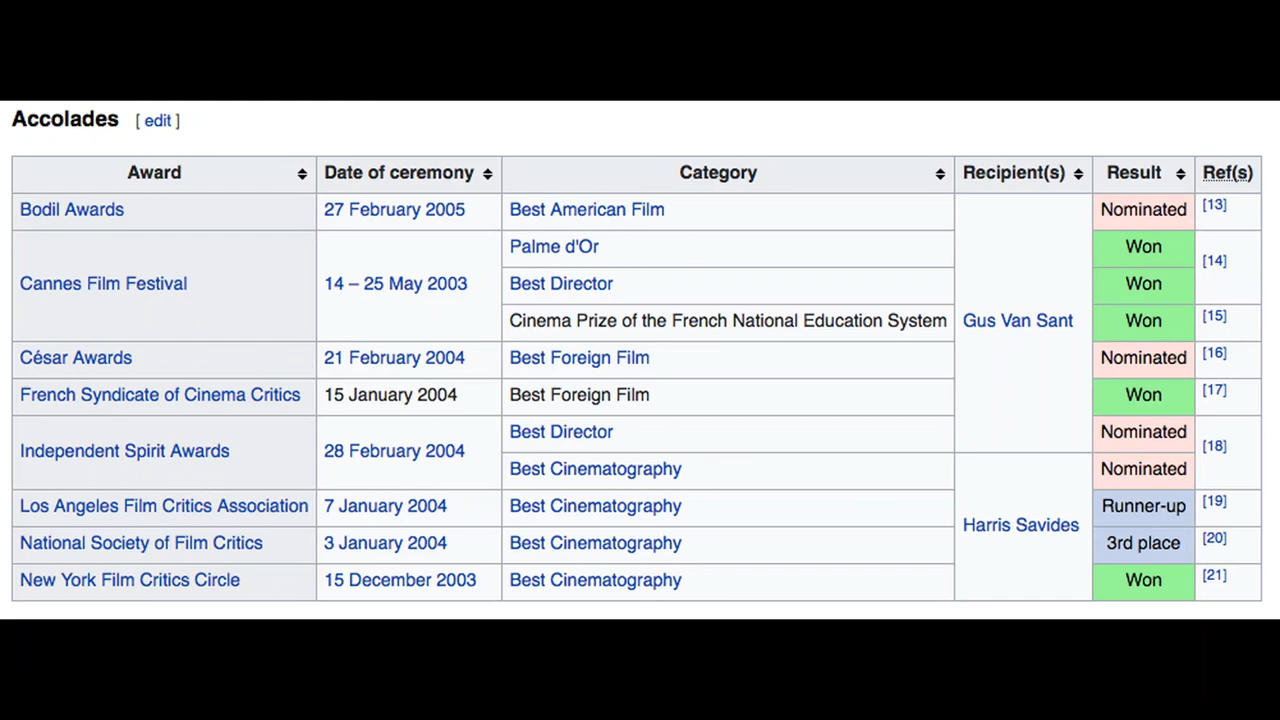 Accolades [ edit ]
Award Date of ceremony Category Recipient(s) Result Ref(s)
Bodil Awards 27 February 2005 Best American Film Gus Van Sant Nominated [13]
Cannes Film Festival 14 – 25 May 2003 Palme d'Or Won [14]
Best Director Won
Cinema Prize of the French National Education System Won [15]
César Awards 21 February 2004 Best Foreign Film Nominated [16]
French Syndicate of Cinema Critics 15 January 2004 Best Foreign Film Won [17]
Independent Spirit Awards 28 February 2004 Best Director Nominated [18]
Best Cinematography Harris Savides Nominated
Los Angeles Film Critics Association 7 January 2004 Best Cinematography Runner-up [19]
National Society of Film Critics 3 January 2004 Best Cinematography 3rd place [20]
New York Film Critics Circle 15 December 2003 Best Cinematography Won [21]